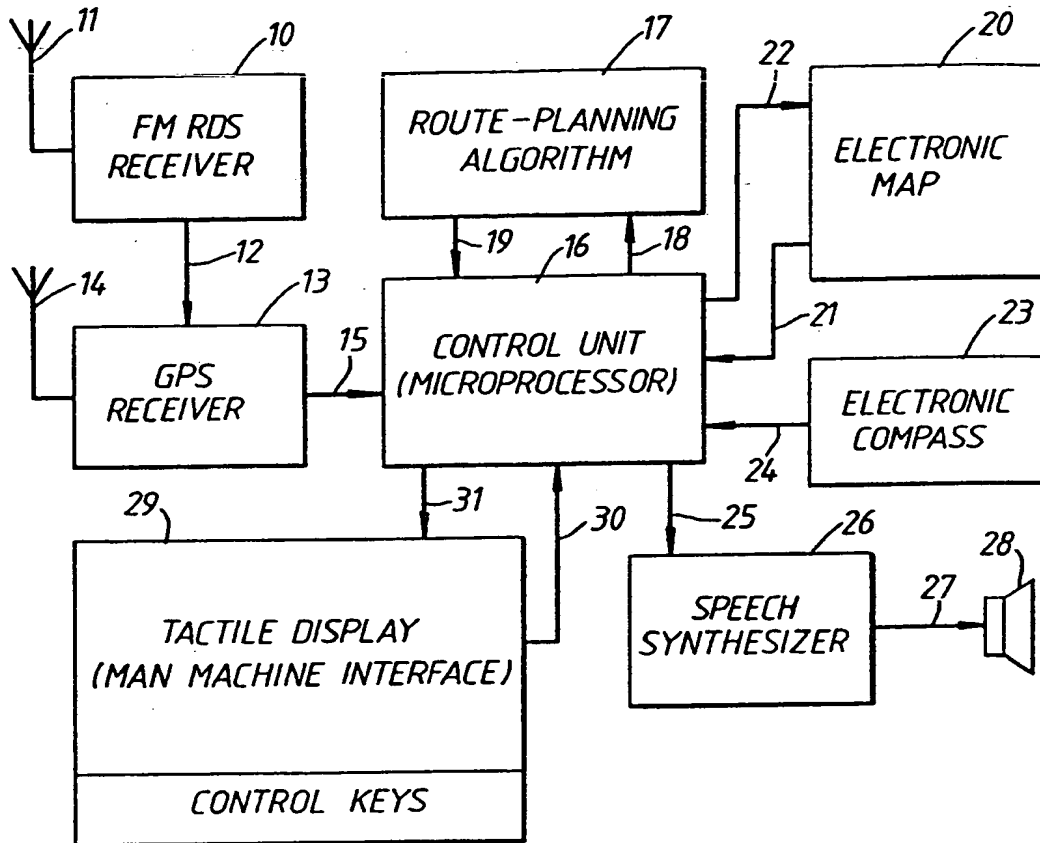 11
10
17
20
22
FM RDS
RECEIVER
ROUTE-PLANNING
ALGORITHM
ELECTRONIC
MAP
12
19
16
18
14
13
21
23
GPS
RECEIVER
15
CONTROL UNIT
(MICROPROCESSOR)
ELECTRONIC
COMPASS
24
29
31
30
25
26
28
TACTILE DISPLAY
(MAN MACHINE INTERFACE)
SPEECH
SYNTHESIZER
27
CONTROL KEYS